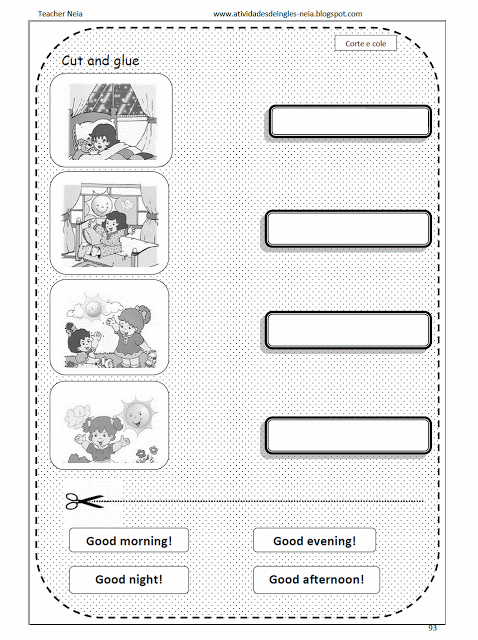 Teacher Neia www.atividadesdeingles-neia.blogspot.com
Corte e cole
Cut and glue
Good morning! Good evening!
Good night! Good afternoon!
93